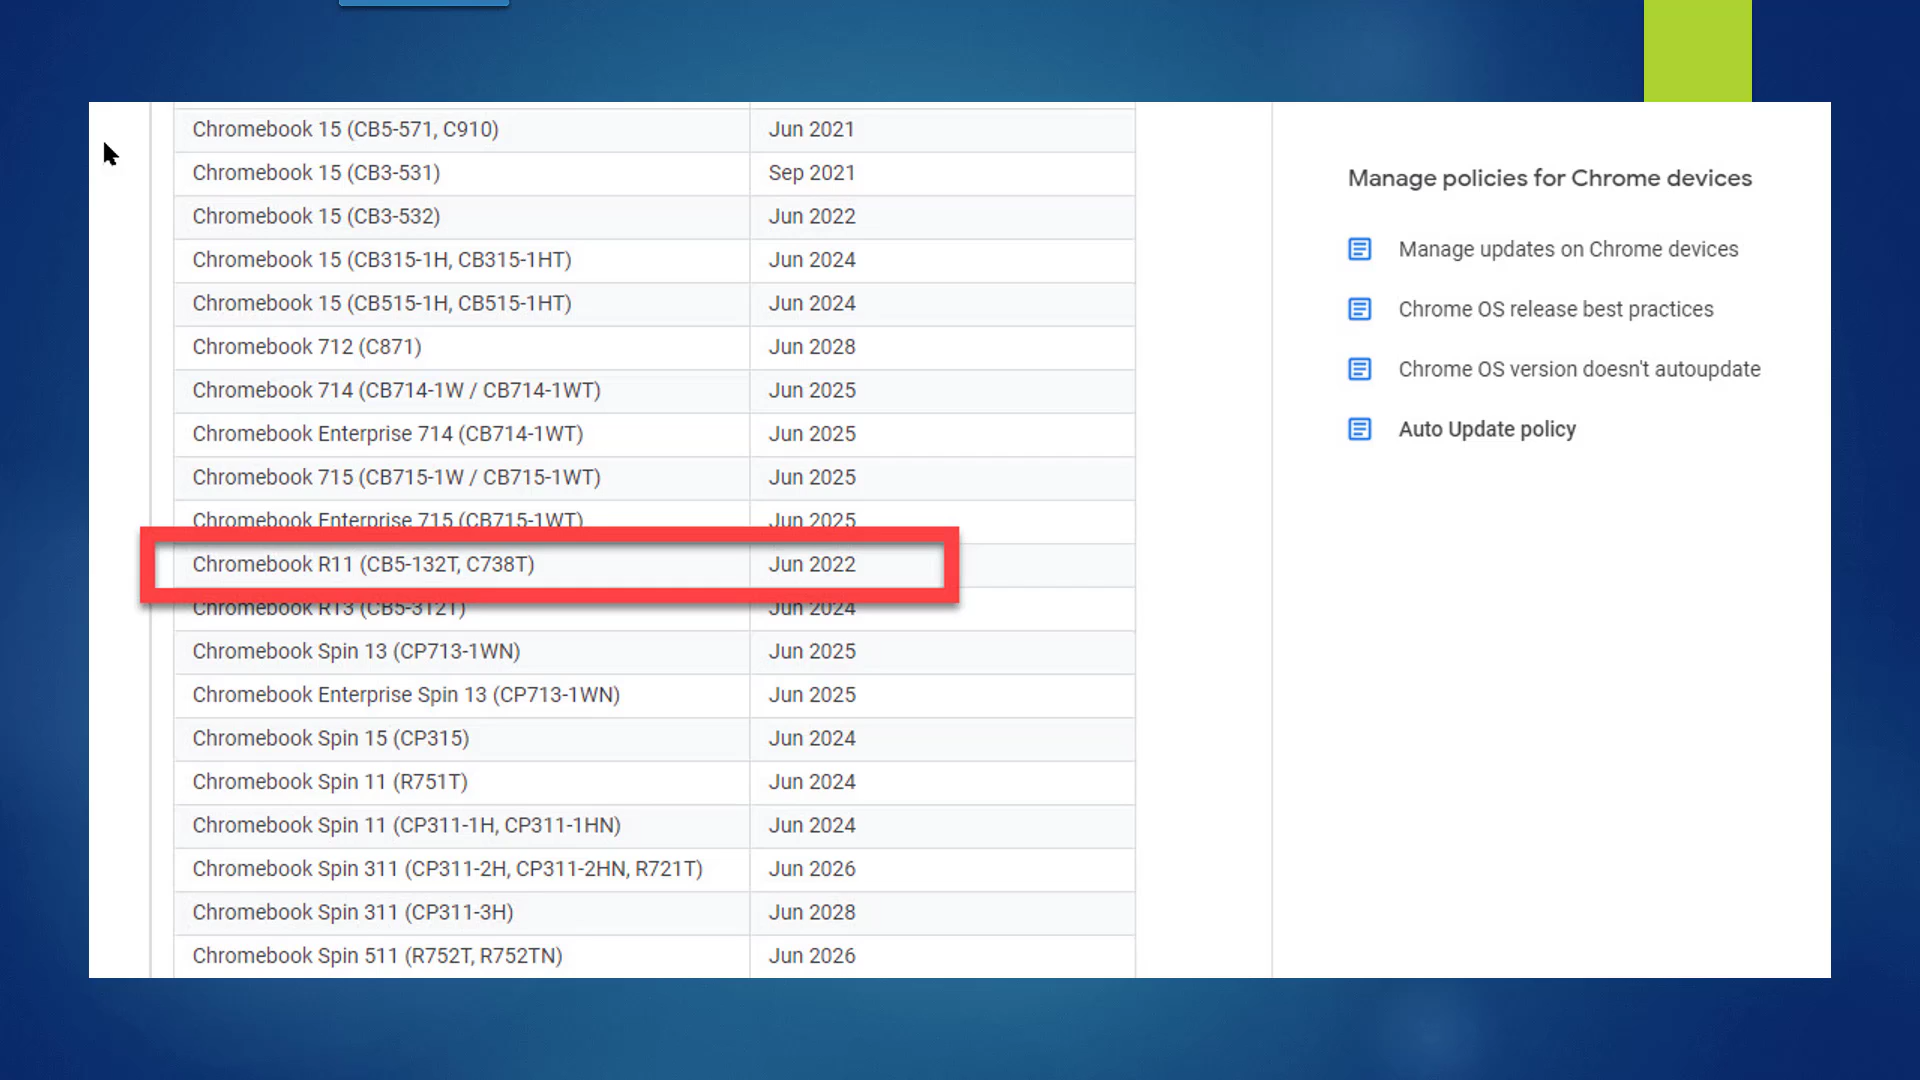 Chromebook 15 (CB5-571, C910) Jun 2021
Chromebook 15 (CB3-531) Sep 2021
Chromebook 15 (CB3-532) Jun 2022
Chromebook 15 (CB315-1H, CB315-1HT) Jun 2024
Chromebook 15 (CB515-1H, CB515-1HT) Jun 2024
Chromebook 712 (C871) Jun 2028
Chromebook 714 (CB714-1W / CB714-1WT) Jun 2025
Chromebook Enterprise 714 (CB714-1WT) Jun 2025
Chromebook 715 (CB715-1W / CB715-1WT) Jun 2025
Chromebook Enterprise 715 (CB715-1WT) Jun 2025
Chromebook R11 (CB5-132T, C738T) Jun 2022
Chromebook R13 (CB5-312T) Jun 2024
Chromebook Spin 13 (CP713-1WN) Jun 2025
Chromebook Enterprise Spin 13 (CP713-1WN) Jun 2025
Chromebook Spin 15 (CP315) Jun 2024
Chromebook Spin 11 (R751T) Jun 2024
Chromebook Spin 11 (CP311-1H, CP311-1HN) Jun 2024
Chromebook Spin 311 (CP311-2H, CP311-2HN, R721T) Jun 2026
Chromebook Spin 311 (CP311-3H) Jun 2028
Chromebook Spin 511 (R752T, R752TN) Jun 2026
Manage policies for Chrome devices
Manage updates on Chrome devices
Chrome OS release best practices
Chrome OS version doesn't autoupdate
Auto Update policy